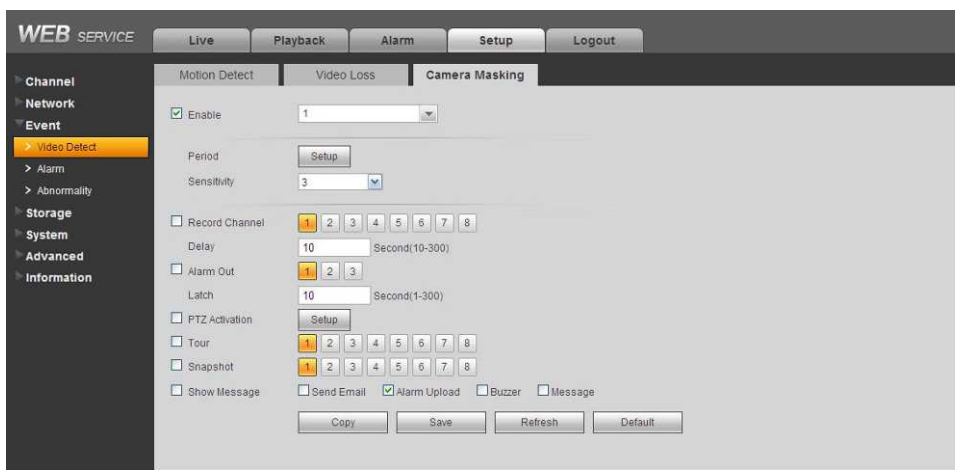 WEB SERVICE
Live Playback Alarm Setup Logout
Channel
Network
Event
> Video Detect
> Alarm
> Abnormality
Storage
System
Advanced
Information
Motion Detect Video Loss Camera Masking
Enable 1
Period Setup
Sensitivity 3
Record Channel 1 2 3 4 5 6 7 8
Delay 10 Second(10-300)
Alarm Out 1 2 3
Latch 10 Second(1-300)
PTZ Activation Setup
Tour 1 2 3 4 5 6 7 8
Snapshot 1 2 3 4 5 6 7 8
Show Message Send Email Alarm Upload Buzzer Message
Copy Save Refresh Default